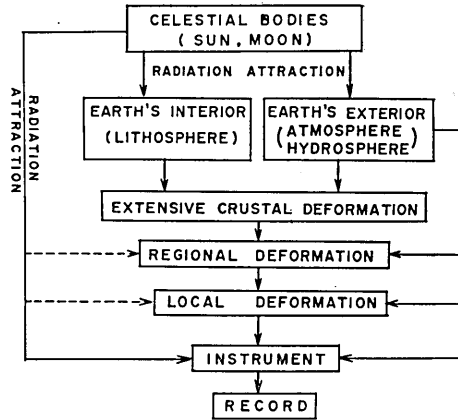 CELESTIAL BODIES
(SUN, MOON)
RADIATION ATTRACTION
RADIATION
ATTRACTION
EARTH'S INTERIOR
(LITHOSPHERE)
EARTH'S EXTERIOR
(ATMOSPHERE
HYDROSPHERE)
EXTENSIVE CRUSTAL DEFORMATION
REGIONAL DEFORMATION
LOCAL DEFORMATION
INSTRUMENT
RECORD